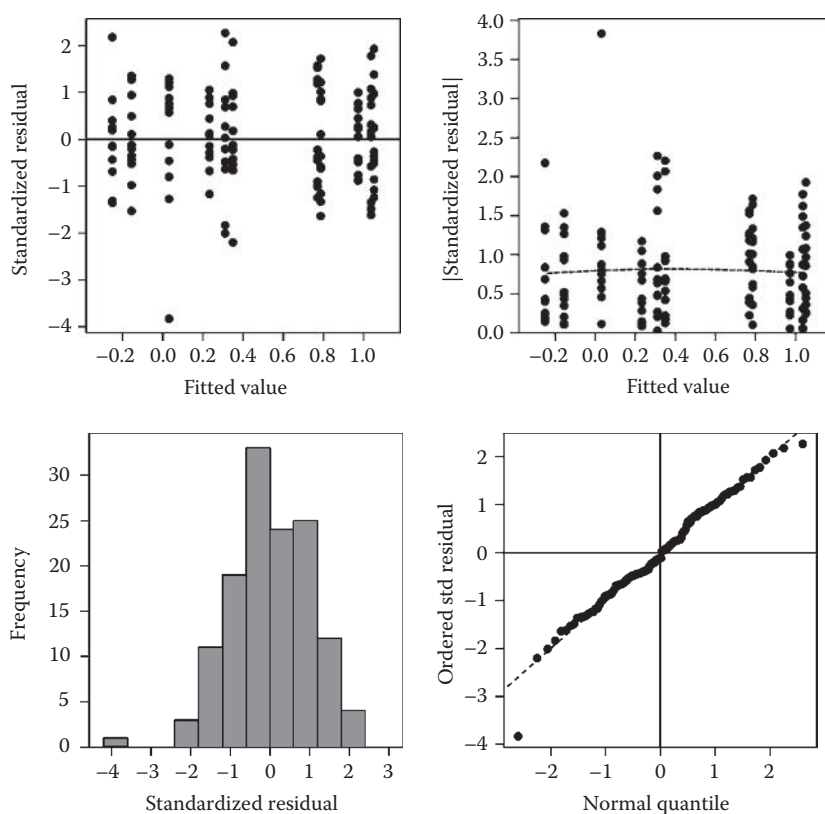 2
1
0
−1
−2
−3
−4
Standardized residual
−0.2 0.0 0.2 0.4 0.6 0.8 1.0
Fitted value
4.0
3.5
3.0
2.5
2.0
1.5
1.0
0.5
0.0
|Standardized residual|
−0.2 0.0 0.2 0.4 0.6 0.8 1.0
Fitted value
30
25
20
15
10
5
0
Frequency
−4 −3 −2 −1 0 1 2 3
Standardized residual
2
1
0
−1
−2
−3
−4
Ordered std residual
−2 −1 0 1 2
Normal quantile